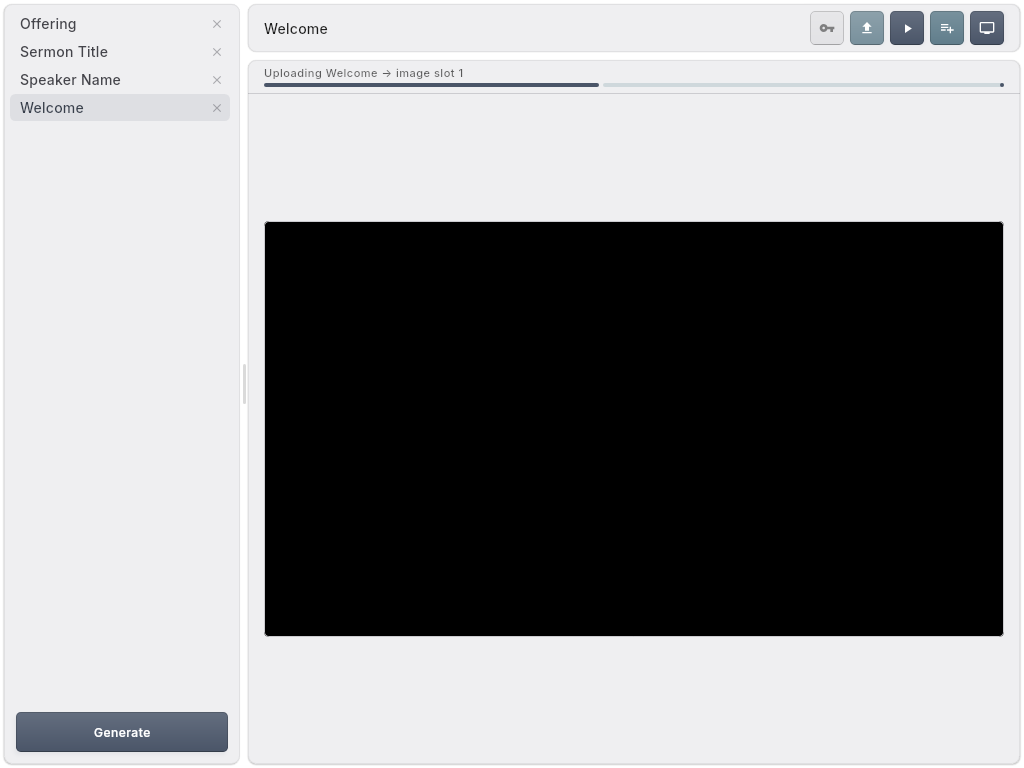 Offering
Sermon Title
Speaker Name
Welcome
Generate
Welcome
Uploading Welcome → image slot 1